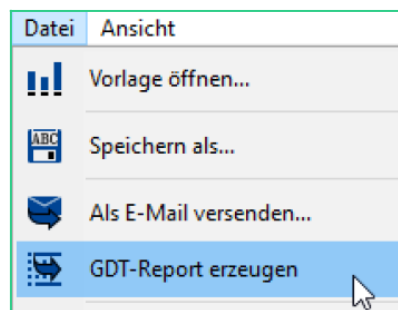 Datei Ansicht
Vorlage öffnen...
ABC
Speichern als...
Als E-Mail versenden...
GDT-Report erzeugen